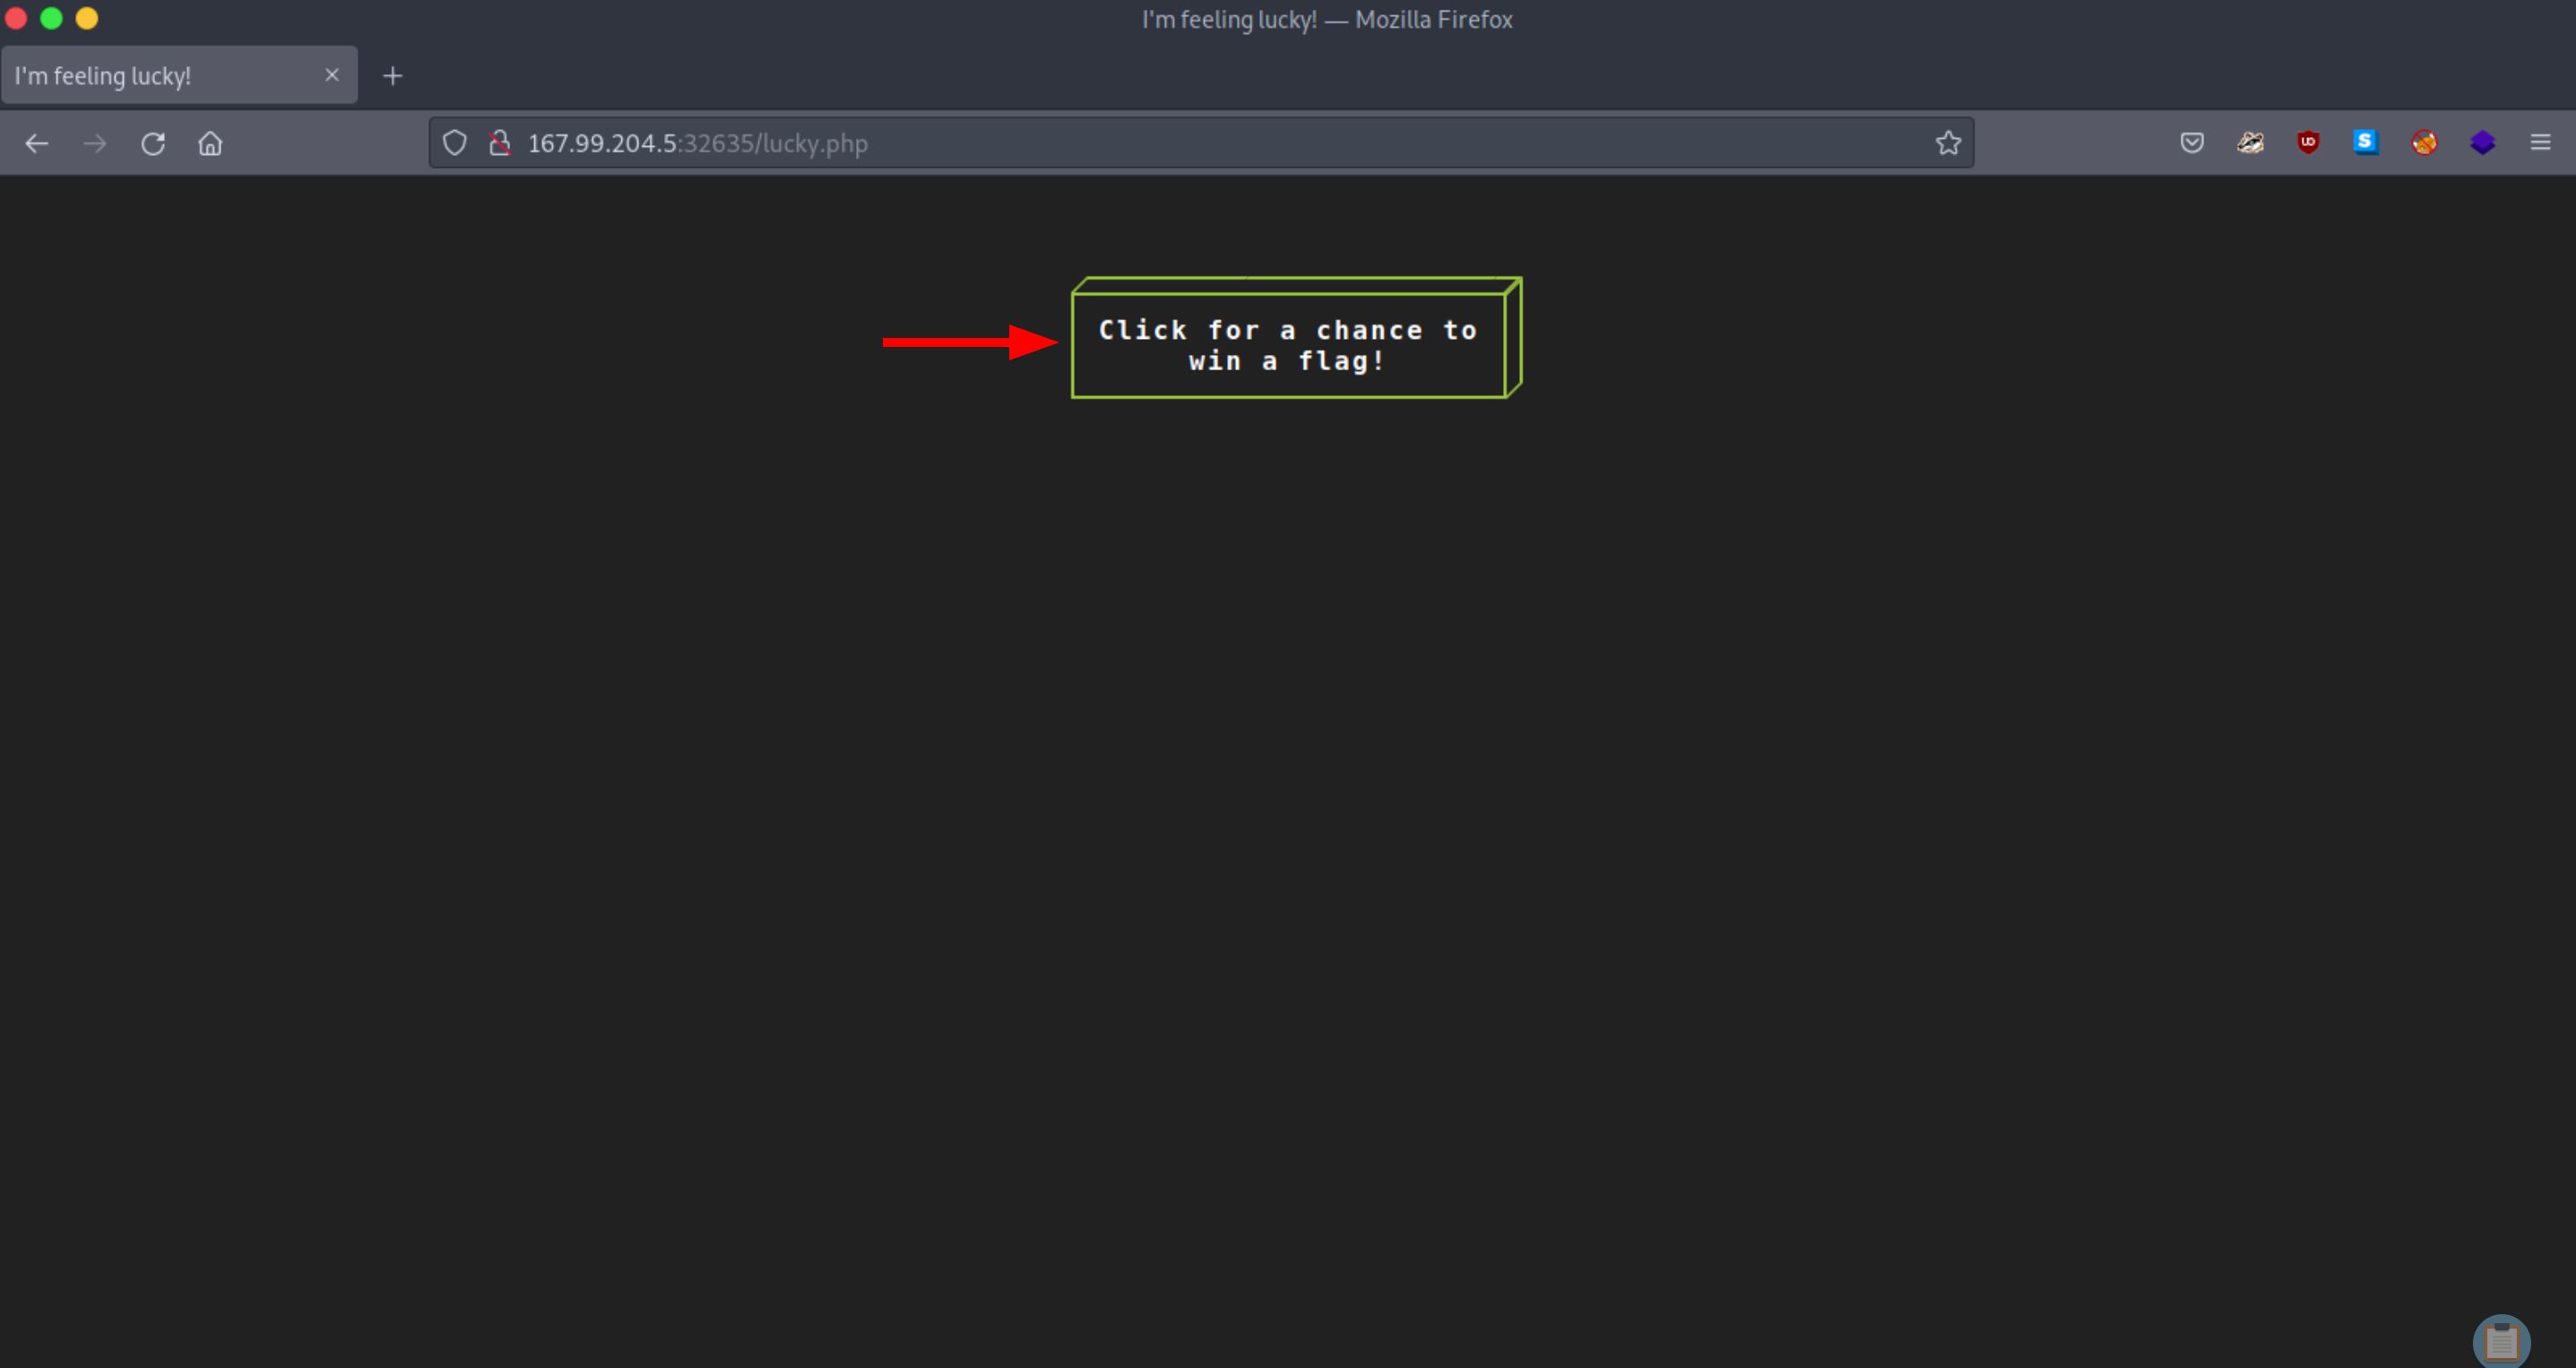 I'm feeling lucky! — Mozilla Firefox
I'm feeling lucky!
167.99.204.5:32635/lucky.php
Click for a chance to
win a flag!